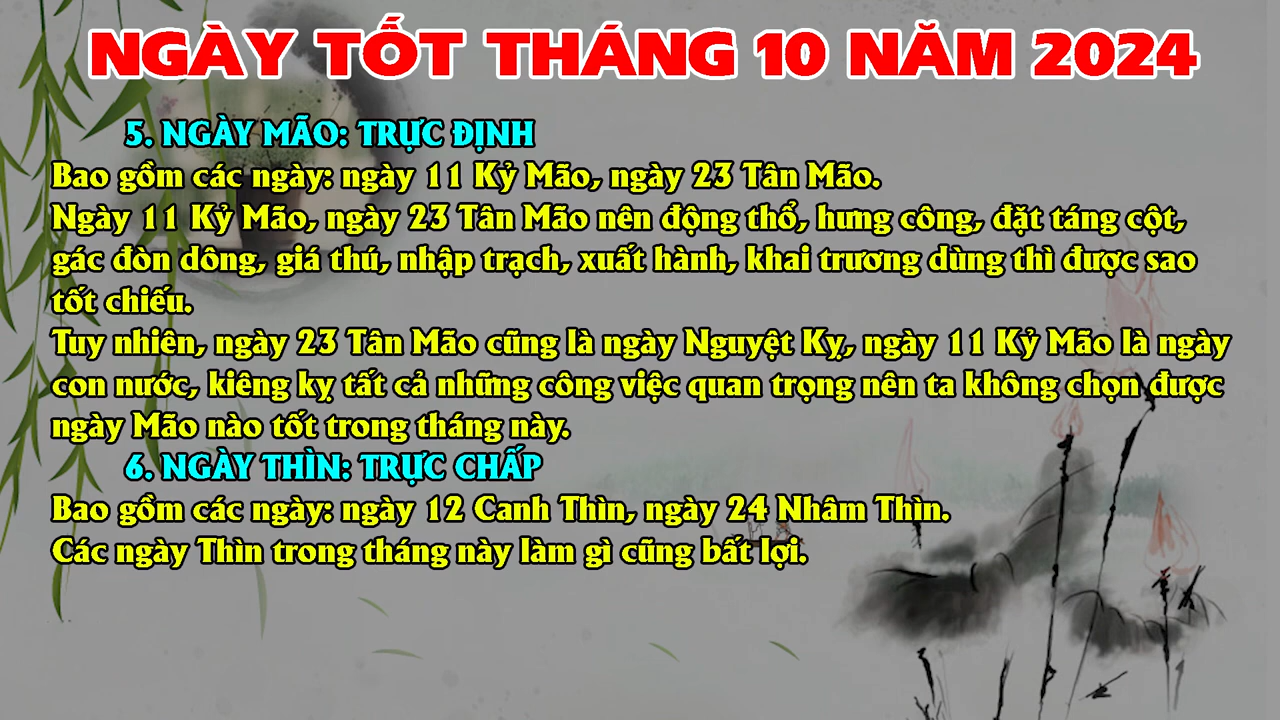 NGÀY TỐT THÁNG 10 NĂM 2024
5. NGÀY MÃO: TRỰC ĐỊNH
Bao gồm các ngày: ngày 11 Kỷ Mão, ngày 23 Tân Mão.
Ngày 11 Kỷ Mão, ngày 23 Tân Mão nên động thổ, hưng công, đặt táng cột,
gác đòn dông, giá thú, nhập trạch, xuất hành, khai trương dùng thì được sao
tốt chiếu.
Tuy nhiên, ngày 23 Tân Mão cũng là ngày Nguyệt Kỵ, ngày 11 Kỷ Mão là ngày
con nước, kiêng kỵ tất cả những công việc quan trọng nên ta không chọn được
ngày Mão nào tốt trong tháng này.
6. NGÀY THÌN: TRỰC CHẤP
Bao gồm các ngày: ngày 12 Canh Thìn, ngày 24 Nhâm Thìn.
Các ngày Thìn trong tháng này làm gì cũng bất lợi.